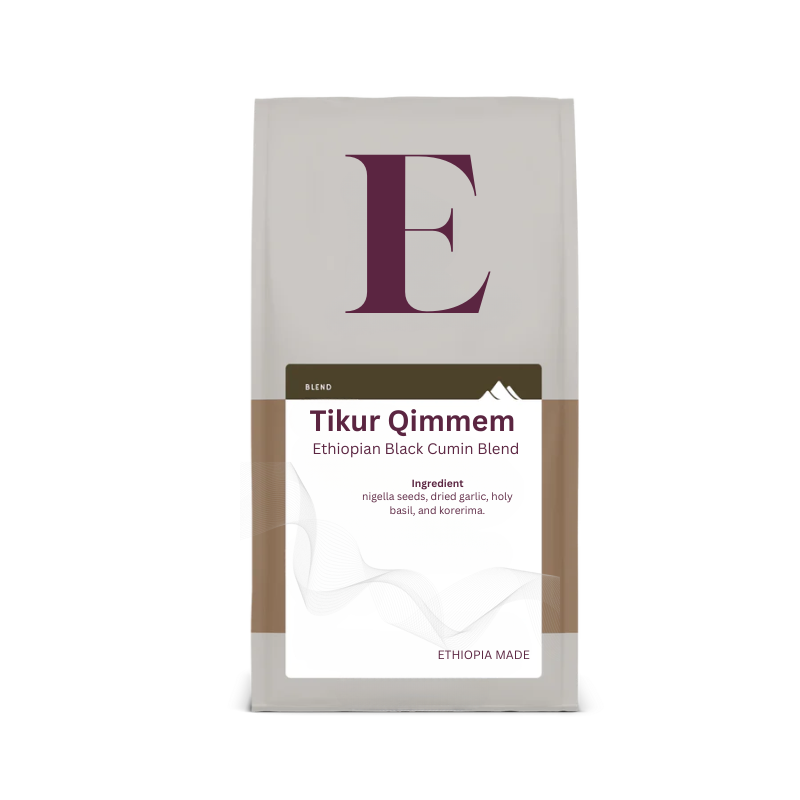 E
BLEND
Tikur Qimmem
Ethiopian Black Cumin Blend
Ingredient
nigella seeds, dried garlic, holy
basil, and korerima.
ETHIOPIA MADE